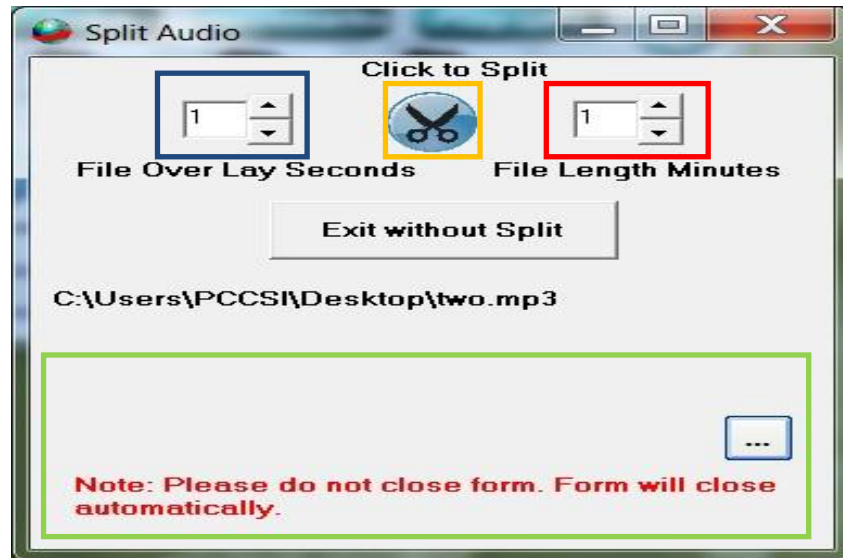 Split Audio
Click to Split
1 1
File Over Lay Seconds File Length Minutes
Exit without Split
C:\Users\PCCSI\Desktop\two.mp3
...
Note: Please do not close form. Form will close
automatically.